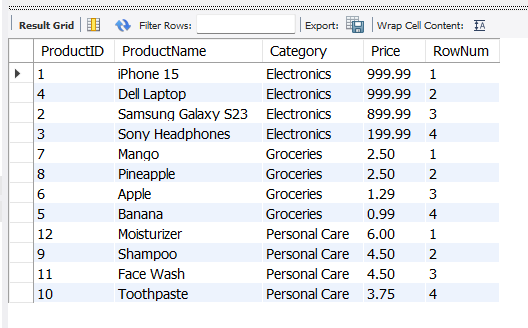 Result Grid Filter Rows: Export: Wrap Cell Content:
ProductID ProductName Category Price RowNum
1 iPhone 15 Electronics 999.99 1
4 Dell Laptop Electronics 999.99 2
2 Samsung Galaxy S23 Electronics 899.99 3
3 Sony Headphones Electronics 199.99 4
7 Mango Groceries 2.50 1
8 Pineapple Groceries 2.50 2
6 Apple Groceries 1.29 3
5 Banana Groceries 0.99 4
12 Moisturizer Personal Care 6.00 1
9 Shampoo Personal Care 4.50 2
11 Face Wash Personal Care 4.50 3
10 Toothpaste Personal Care 3.75 4